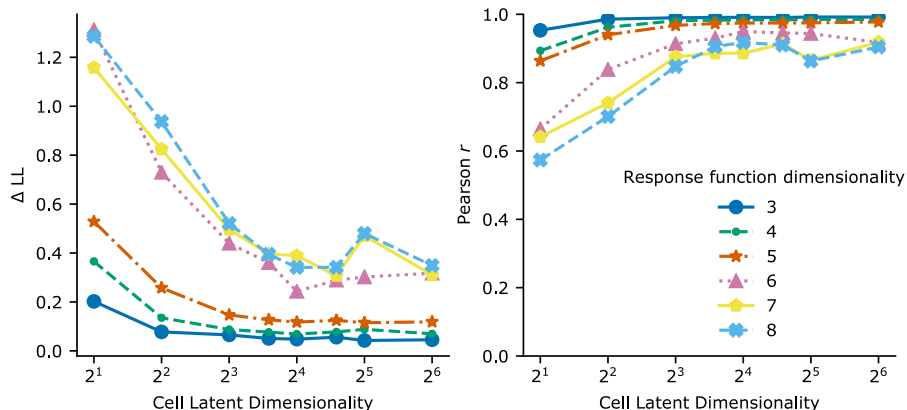 1.2
1.0
0.8
0.6
0.4
0.2
0.0
Δ LL
2¹ 2² 2³ 2⁴ 2⁵ 2⁶
Cell Latent Dimensionality
1.0
0.8
0.6
0.4
0.2
0.0
Pearson r
Response function dimensionality
3
4
5
6
7
8
2¹ 2² 2³ 2⁴ 2⁵ 2⁶
Cell Latent Dimensionality